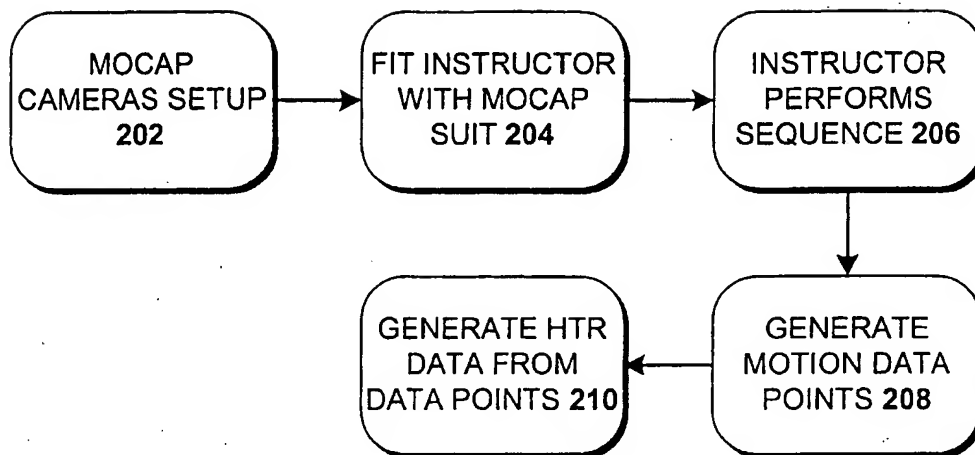 MOCAP
CAMERAS SETUP
202
FIT INSTRUCTOR
WITH MOCAP
SUIT 204
INSTRUCTOR
PERFORMS
SEQUENCE 206
GENERATE
MOTION DATA
POINTS 208
GENERATE HTR
DATA FROM
DATA POINTS 210